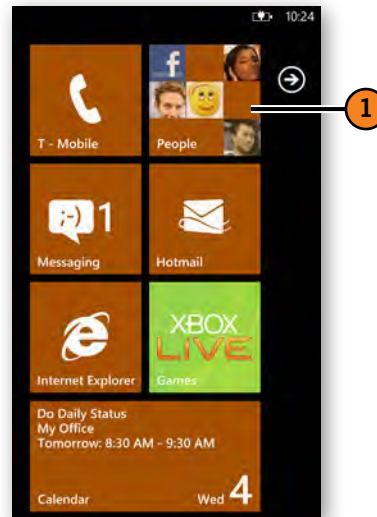 10:24
f
T - Mobile
People
1
;-) 1
Messaging
Hotmail
e
Internet Explorer
XBOX
LIVE
Games
Do Daily Status
My Office
Tomorrow: 8:30 AM - 9:30 AM
Calendar
Wed 4